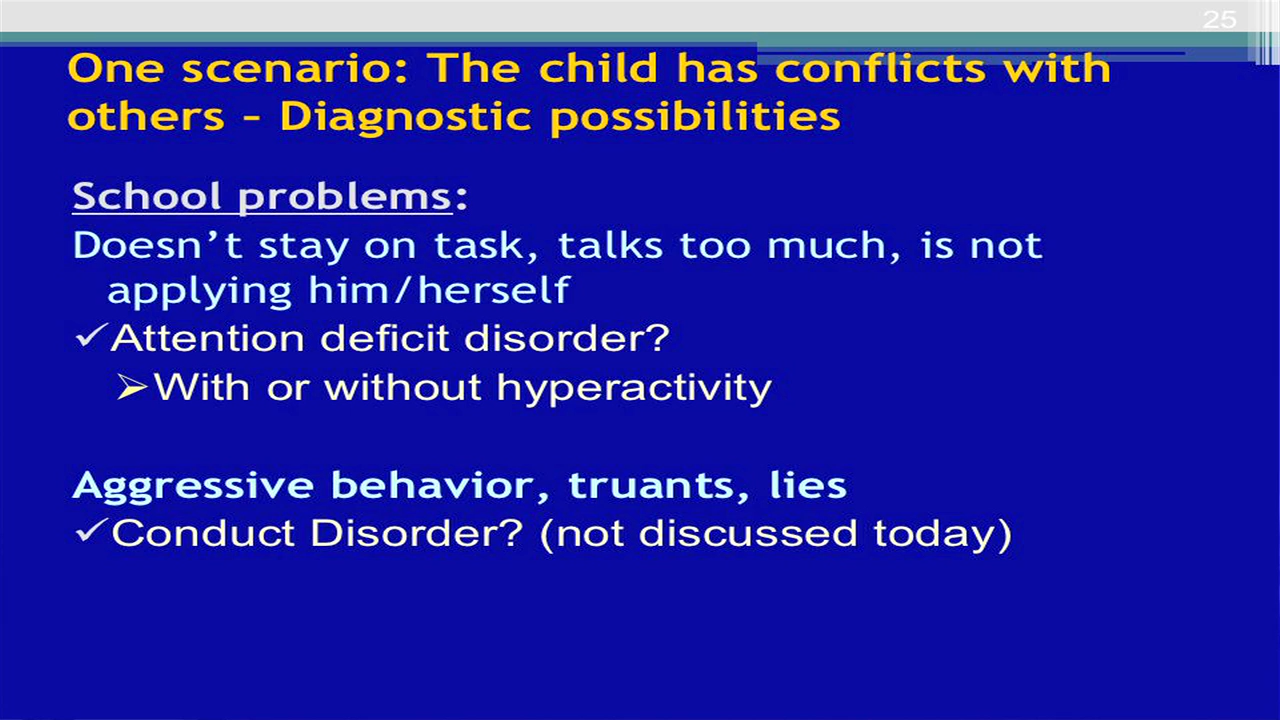 25
One scenario: The child has conflicts with
others – Diagnostic possibilities
School problems:
Doesn’t stay on task, talks too much, is not
applying him/herself
✓Attention deficit disorder?
➢With or without hyperactivity
Aggressive behavior, truants, lies
✓Conduct Disorder? (not discussed today)